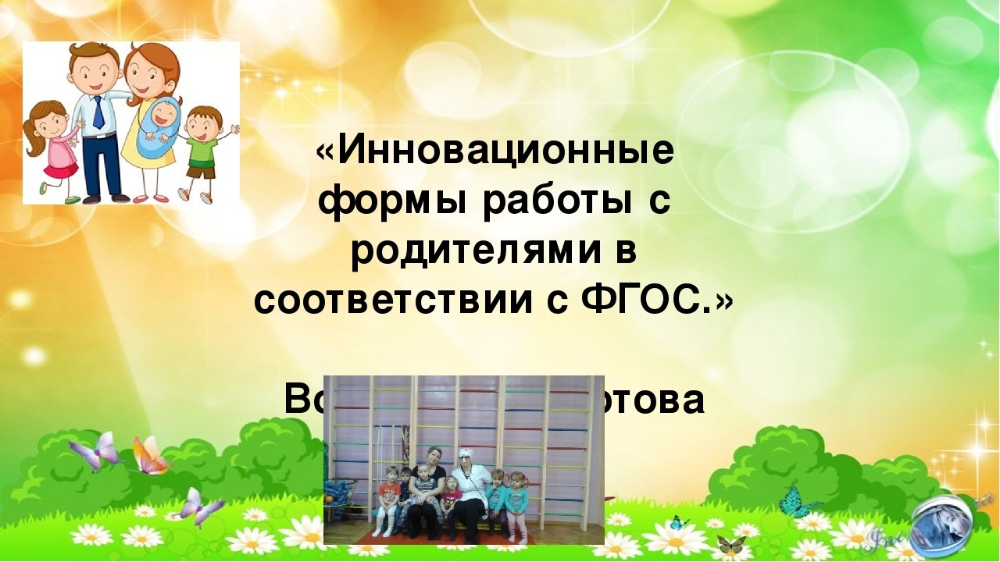 «Инновационные
формы работы с
родителями в
соответствии с ФГОС.»